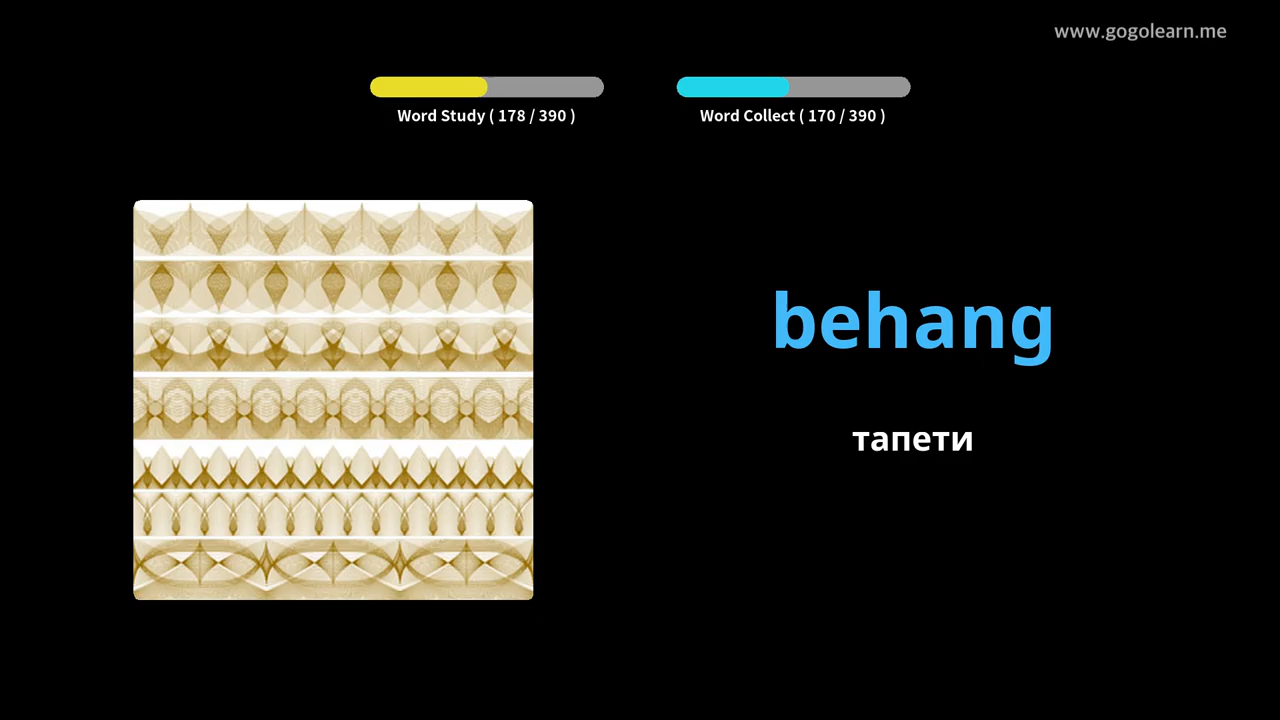 www.gogolearn.me
Word Study ( 178 / 390 )
Word Collect ( 170 / 390 )
behang
тапети